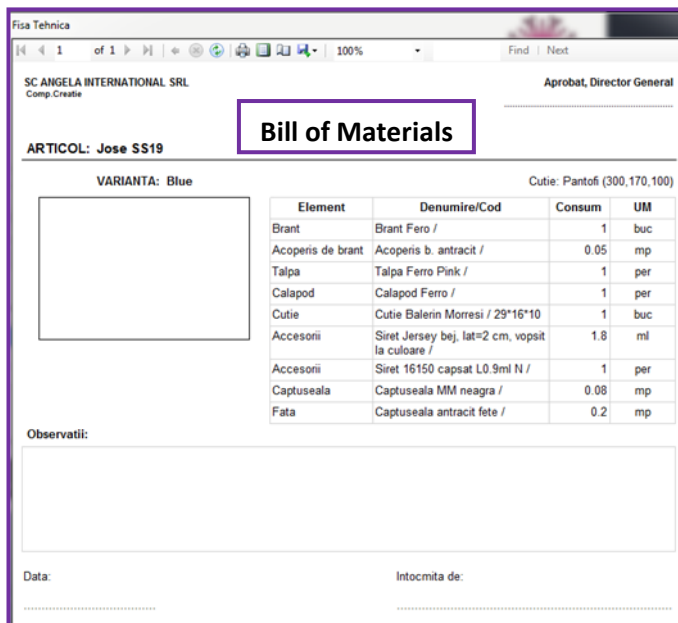 Fisa Tehnica
1 of 1 100% Find | Next
SC ANGELA INTERNATIONAL SRL
Comp.Creatie
Aprobat, Director General
Bill of Materials
ARTICOL: Jose SS19
VARIANTA: Blue
Cutie: Pantofi (300,170,100)
Element Denumire/Cod Consum UM
Brant Brant Fero / 1 buc
Acoperis de brant Acoperis b. antracit / 0.05 mp
Talpa Talpa Ferro Pink / 1 per
Calapod Calapod Ferro / 1 per
Cutie Cutie Balerin Morresi / 29*16*10 1 buc
Accesorii Siret Jersey bej, lat=2 cm, vopsit 1.8 ml
la culoare /
Accesorii Siret 16150 capsat L0.9ml N / 1 per
Captuseala Captuseala MM neagra / 0.08 mp
Fata Captuseala antracit fete / 0.2 mp
Observatii:
Data: Intocmita de: